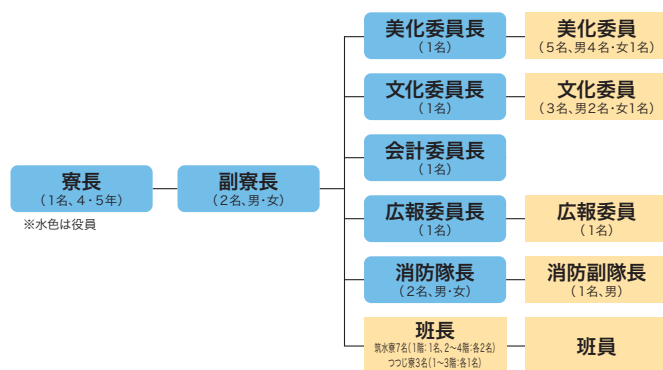 美化委員長
(1名)
美化委員
(5名、男4名・女1名)
文化委員長
(1名)
文化委員
(3名、男2名・女1名)
会計委員長
(1名)
寮長
(1名、4・5年)
副寮長
(2名、男・女)
※水色は役員
広報委員長
(1名)
広報委員
(1名)
消防隊長
(2名、男・女)
消防副隊長
(1名、男)
班長
筑水寮7名(1階:1名、2〜4階:各2名)
つつじ寮3名(1〜3階:各1名)
班員